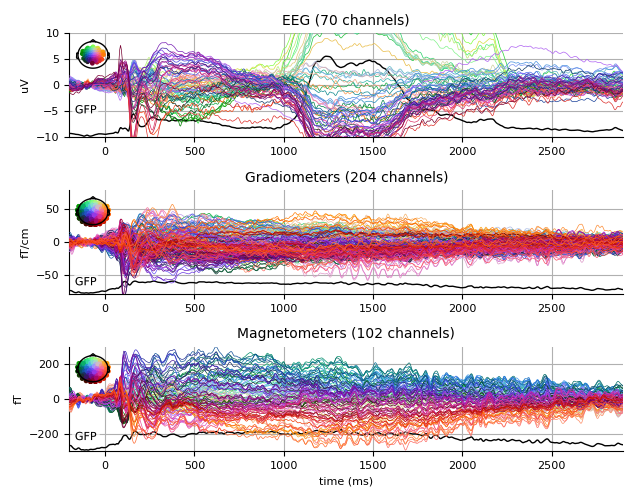 EEG (70 channels)
10
5
0
−5
−10
uV
GFP
0 500 1000 1500 2000 2500
Gradiometers (204 channels)
50
0
−50
fT/cm
GFP
0 500 1000 1500 2000 2500
Magnetometers (102 channels)
200
0
−200
fT
GFP
0 500 1000 1500 2000 2500
time (ms)